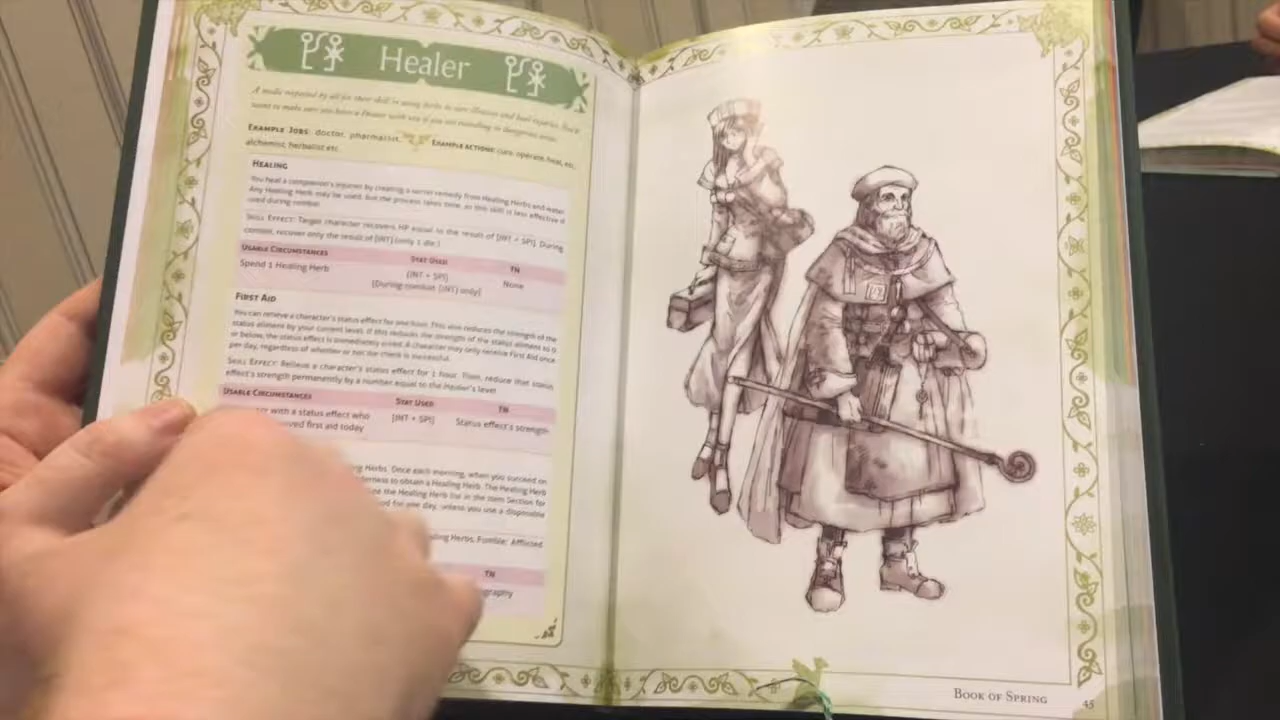 Healer
A medic respected by all for their skill in using herbs to cure illnesses and heal injuries. You'll
want to make sure you have a Healer with you if you are traveling to dangerous areas.
Example Jobs: doctor, pharmacist,
alchemist, herbalist etc.
Example actions: cure, operate, heal, etc.
Healing
You heal a companion's injuries by creating a secret remedy from Healing Herbs and water.
Any Healing Herb may be used, but the process takes time, so this skill is less effective if
used during combat.
Skill Effect: Target character recovers HP equal to the result of [INT + SPI]. During
combat, recover only the result of [INT] (only 1 die.)
Usable Circumstances Stat Used TN
Spend 1 Healing Herb [INT + SPI] None
[During combat [INT] only]
First Aid
You can relieve a character's status effect for one hour. This also reduces the strength of the
status ailment by your current level. If this reduces the strength of the status ailment to 0
or below, the status effect is immediately cured. A character may only receive First Aid once
per day, regardless of whether or not the check is successful.
Skill Effect: Relieve a character's status effect for 1 hour. Then, reduce that status
effect's strength permanently by a number equal to the Healer's level
Usable Circumstances Stat Used TN
with a status effect who [INT + SPI] Status effect's strength
first aid today
Herbs. Once each morning, when you succeed on
to obtain a Healing Herb. The Healing Herb
the Healing Herb list in the Item Section for
for one day, unless you use a disposable
Herbs. Fumble: Afflicted
TN
Book of Spring
45